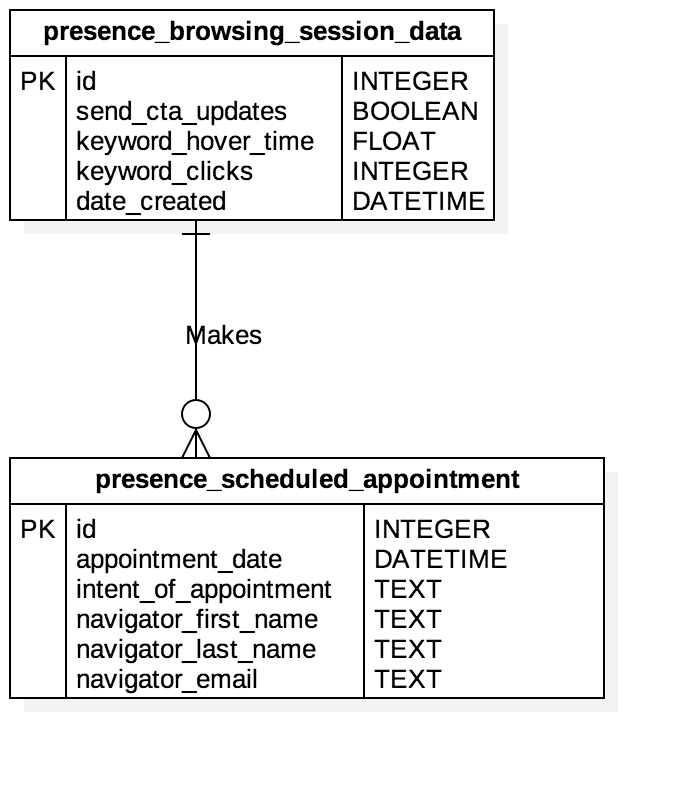 presence_browsing_session_data
PK id INTEGER
send_cta_updates BOOLEAN
keyword_hover_time FLOAT
keyword_clicks INTEGER
date_created DATETIME
Makes
presence_scheduled_appointment
PK id INTEGER
appointment_date DATETIME
intent_of_appointment TEXT
navigator_first_name TEXT
navigator_last_name TEXT
navigator_email TEXT